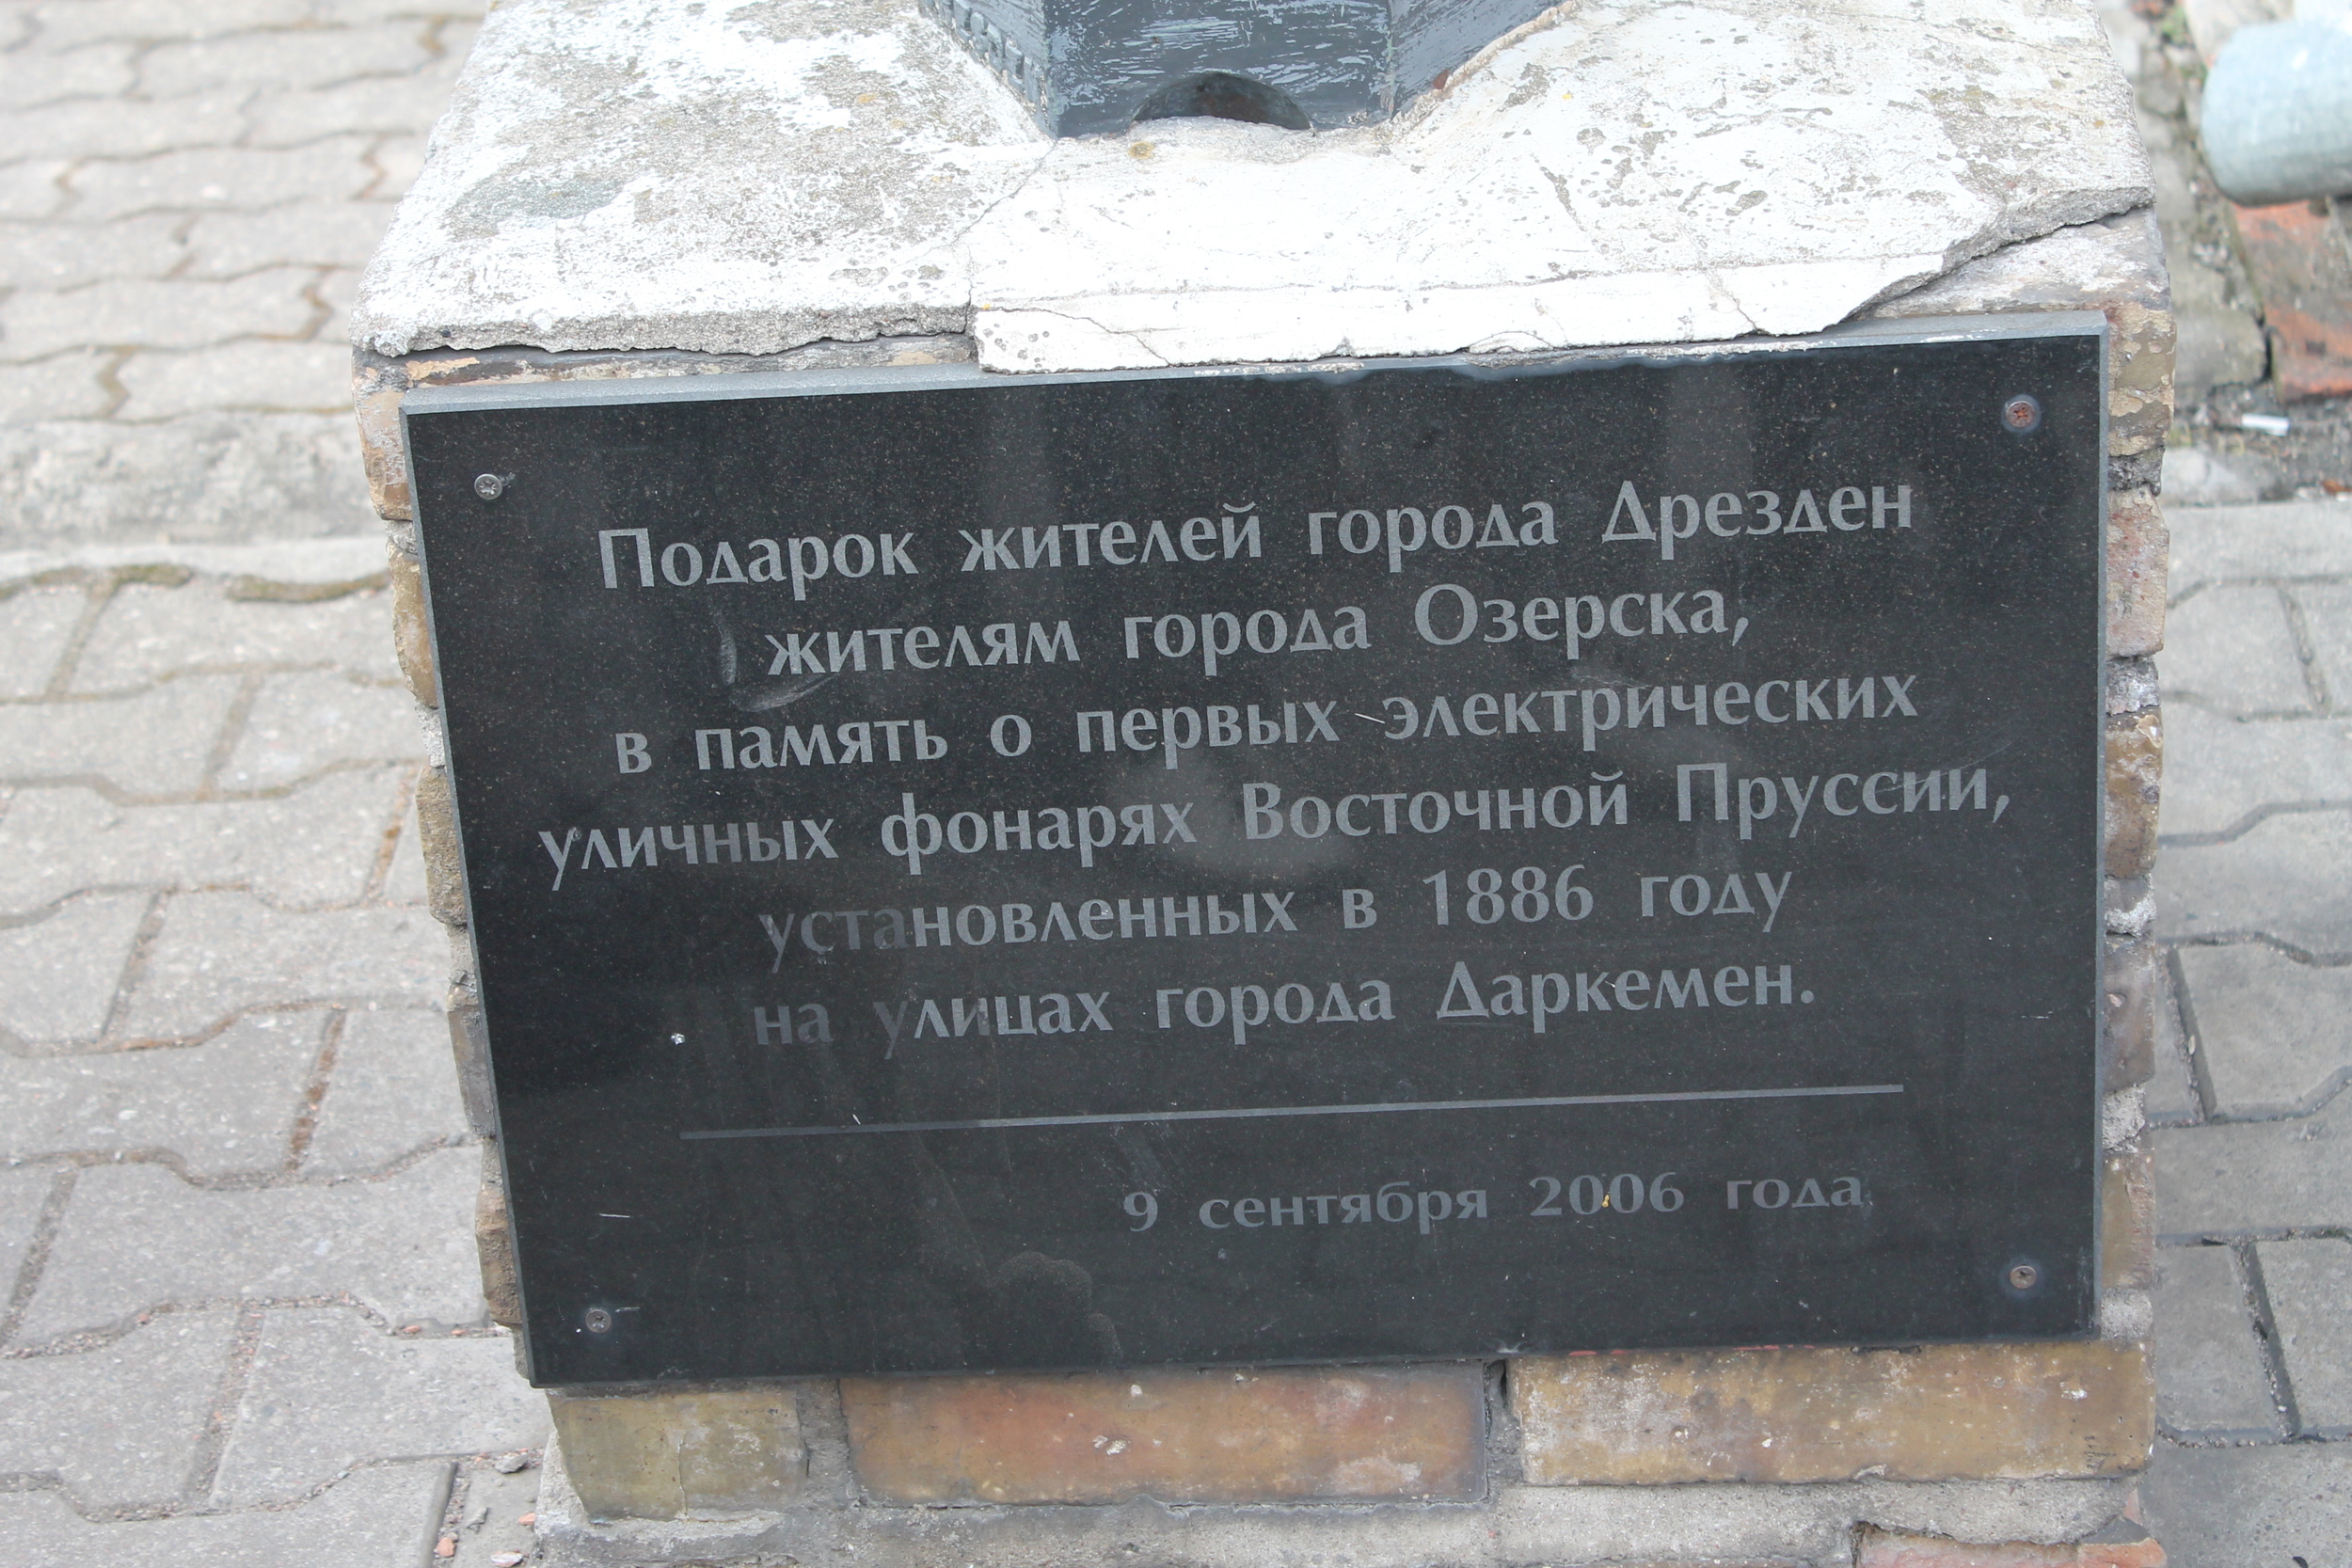 Подарок жителей города Дрезден
жителям города Озерска,
в память о первых электрических
уличных фонарях Восточной Пруссии,
установленных в 1886 году
на улицах города Даркемен.
9 сентября 2006 года